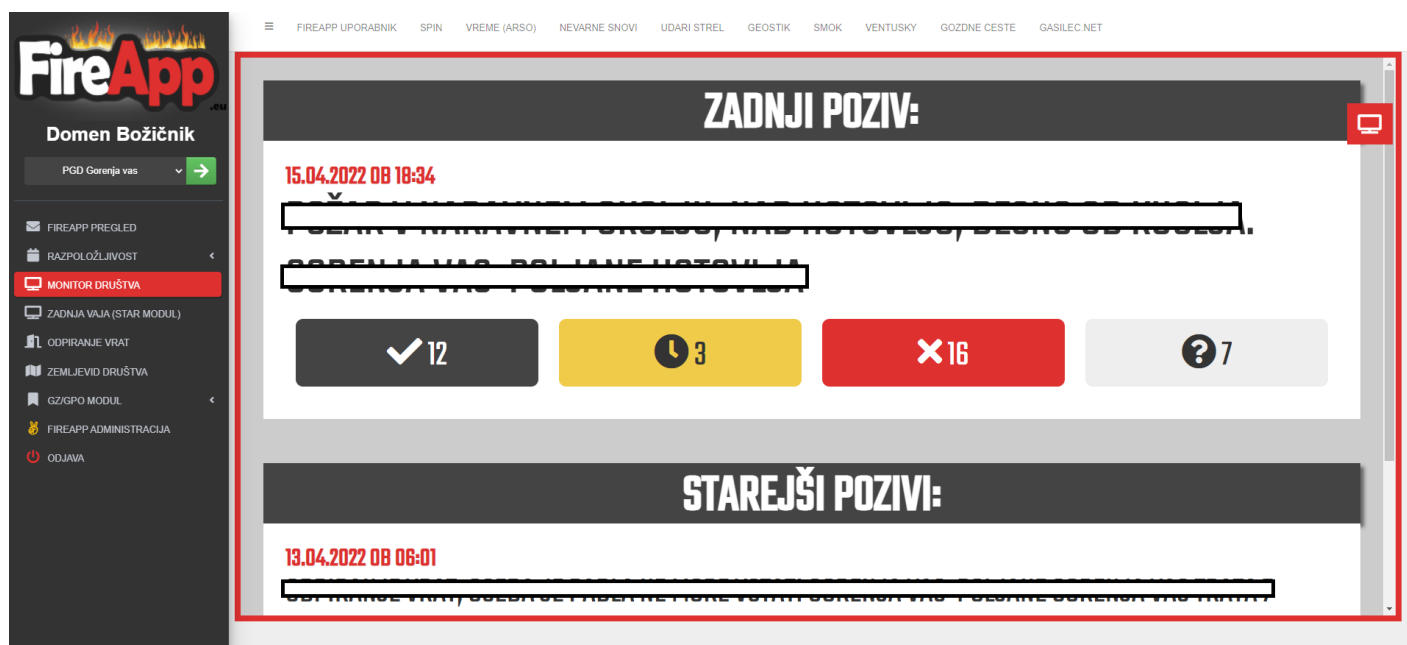 FireApp
.eu
Domen Božičnik
PGD Gorenja vas
FIREAPP PREGLED
RAZPOLOŽLJIVOST
MONITOR DRUŠTVA
ZADNJA VAJA (STAR MODUL)
ODPIRANJE VRAT
ZEMLJEVID DRUŠTVA
GZ/GPO MODUL
FIREAPP ADMINISTRACIJA
ODJAVA
FIREAPP UPORABNIK SPIN VREME (ARSO) NEVARNE SNOVI UDARI STREL GEOSTIK SMOK VENTUSKY GOZDNE CESTE GASILEC.NET
ZADNJI POZIV:
15.04.2022 OB 18:34
12 3 16 7
STAREJŠI POZIVI:
13.04.2022 OB 06:01